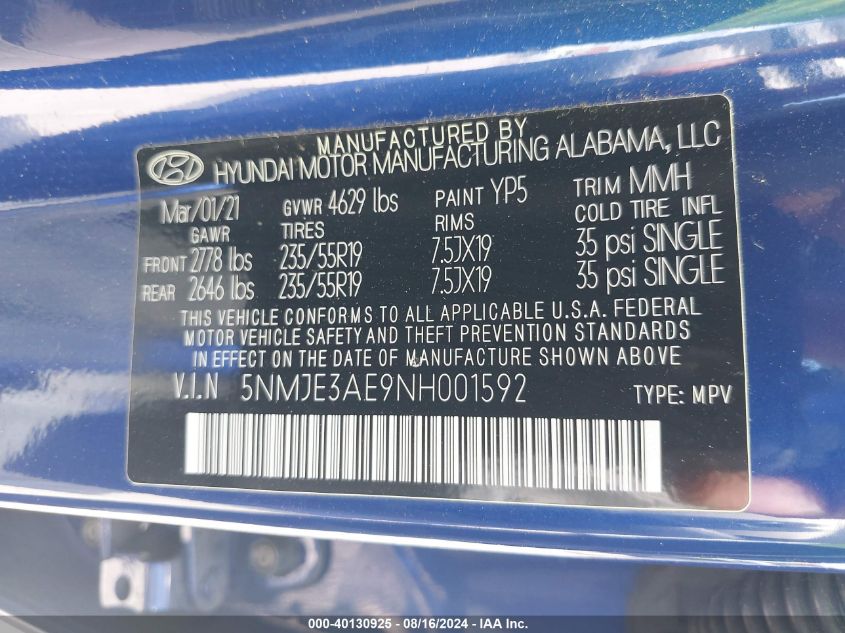 MANUFACTURED BY
HYUNDAI MOTOR MANUFACTURING ALABAMA, LLC
Mar/01/21 GVWR 4629 lbs PAINT YP5 TRIM MMH
GAWR TIRES RIMS COLD TIRE INFL
FRONT 2778 lbs 235/55R19 7.5JX19 35 psi SINGLE
REAR 2646 lbs 235/55R19 7.5JX19 35 psi SINGLE
THIS VEHICLE CONFORMS TO ALL APPLICABLE U.S.A. FEDERAL
MOTOR VEHICLE SAFETY AND THEFT PREVENTION STANDARDS
IN EFFECT ON THE DATE OF MANUFACTURE SHOWN ABOVE.
V.I.N 5NMJE3AE9NH001592 TYPE: MPV
000-40130925 - 08/16/2024 - IAA Inc.